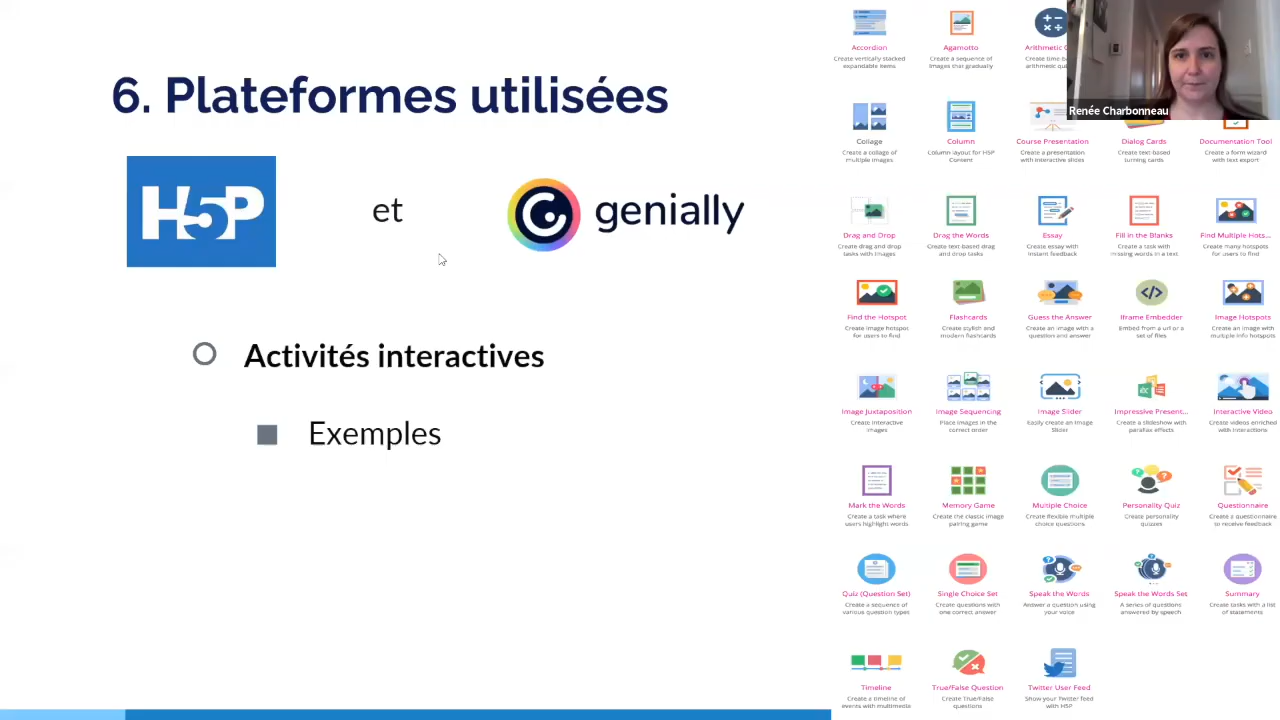 6. Plateformes utilisées
H5P
et
genially
Activités interactives
Exemples
Accordion
Create vertically stacked
expandable items
Agamotto
Create a sequence of
images that gradually
Arithmetic
Create time-b
arithmetic qu
Renée Charbonneau
Collage
Create a collage of
multiple images
Column
Column layout for H5P
Content
Course Presentation
Create a presentation
with interactive slides
Dialog Cards
Create text-based
turning cards
Documentation Tool
Create a form wizard
with text export
Drag and Drop
Create drag and drop
tasks with images
Drag the Words
Create text-based drag
and drop tasks
Essay
Create essay with
instant feedback
Fill in the Blanks
Create a task with
missing words in a text
Find Multiple Hots...
Create many hotspots
for users to find
Find the Hotspot
Create image hotspot
for users to find
Flashcards
Create stylish and
modern flashcards
Guess the Answer
Create an image with a
question and answer
Iframe Embedder
Embed from a url or a
set of files
Image Hotspots
Create an image with
multiple info hotspots
Image Juxtaposition
Create interactive
images
Image Sequencing
Place images in the
correct order
Image Slider
Easily create an Image
Slider
Impressive Present...
Create a slideshow with
parallax effects
Interactive Video
Create videos enriched
with interactions
Mark the Words
Create a task where
users highlight words
Memory Game
Create the classic image
pairing game
Multiple Choice
Create flexible multiple
choice questions
Personality Quiz
Create personality
quizzes
Questionnaire
Create a questionnaire
to receive feedback
Quiz (Question Set)
Create a sequence of
various question types
Single Choice Set
Create questions with
one correct answer
Speak the Words
Answer a question using
your voice
Speak the Words Set
A series of questions
answered by speech
Summary
Create tasks with a list
of statements
Timeline
Create a timeline of
events with multimedia
True/False Question
Create True/False
questions
Twitter User Feed
Show your Twitter feed
with H5P